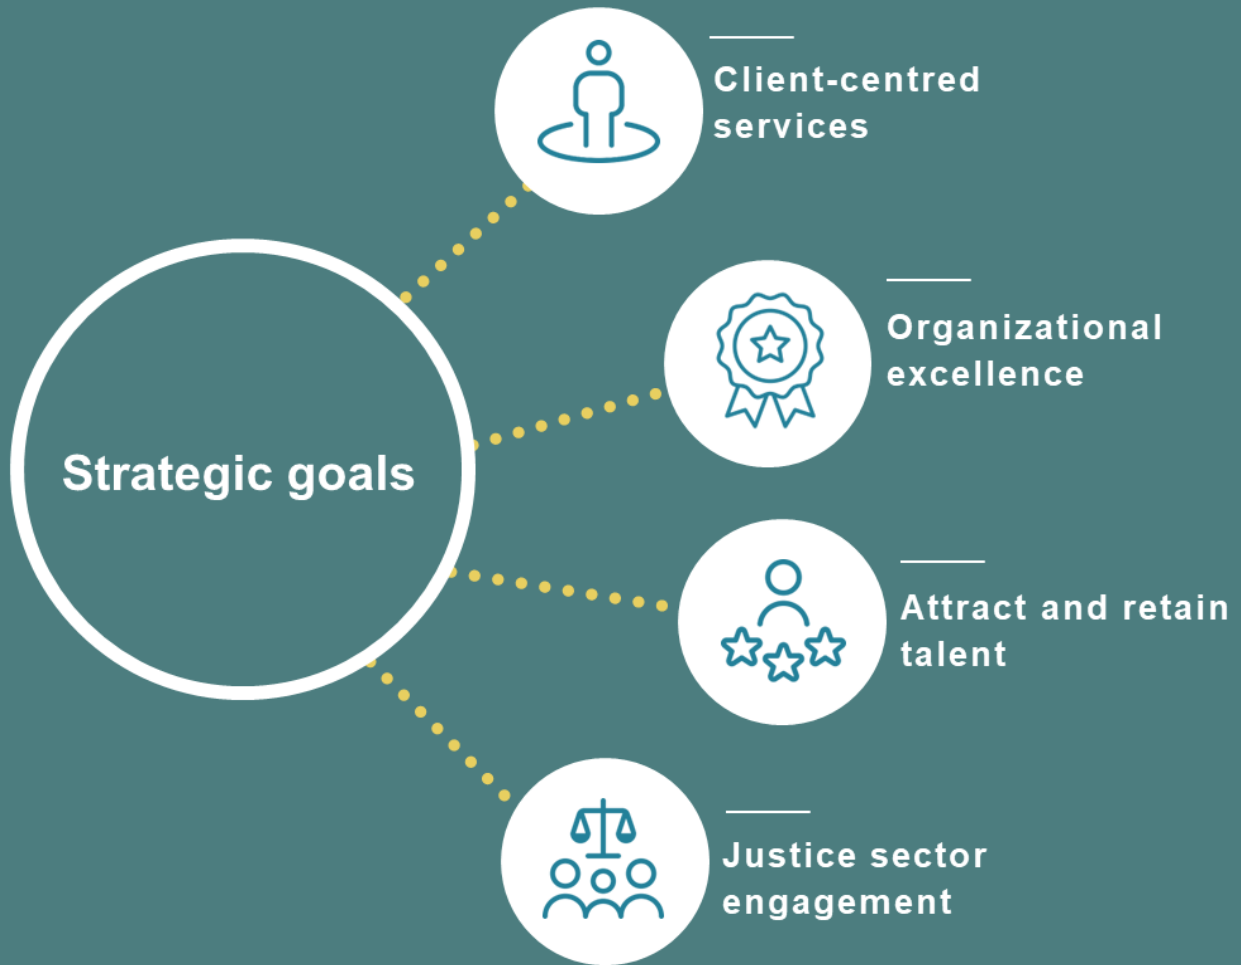 Client-centred
services
Organizational
excellence
Strategic goals
Attract and retain
talent
Justice sector
engagement